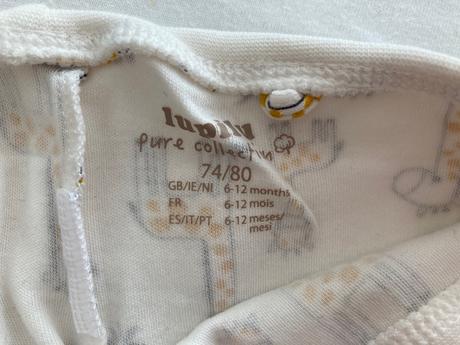 lupilu
pure collection
74/80
GB/IE/NI 6-12 months
FR 6-12 mois
ES/IT/PT 6-12 meses/
mesi